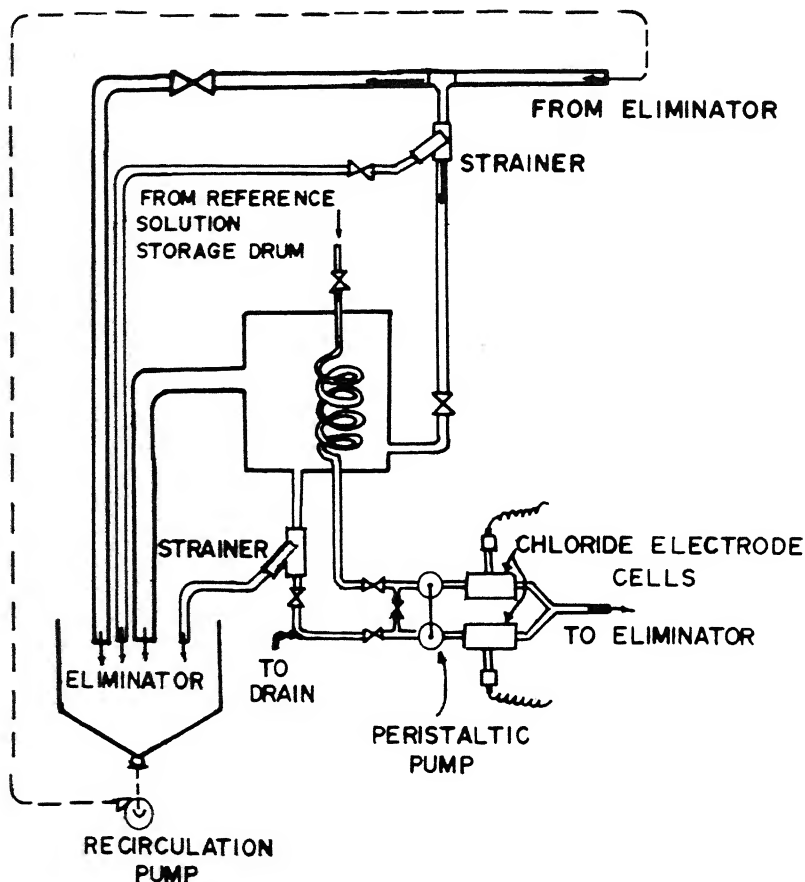 FROM ELIMINATOR
STRAINER
FROM REFERENCE
SOLUTION
STORAGE DRUM
STRAINER
CHLORIDE ELECTRODE
CELLS
TO ELIMINATOR
ELIMINATOR
TO
DRAIN
PERISTALTIC
PUMP
RECIRCULATION
PUMP